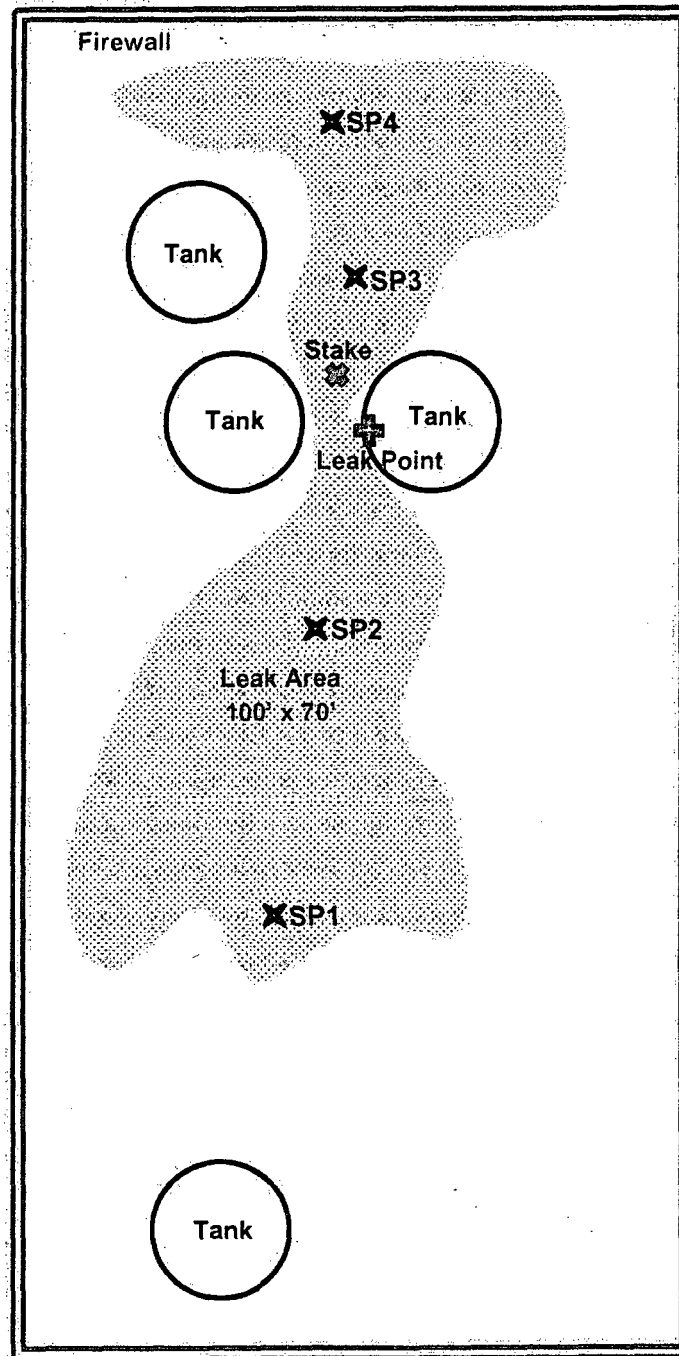 Firewall
SP4
Tank
SP3
Stake
Tank
Tank
Leak Point
SP2
Leak Area
100' x 70'
SP1
Tank